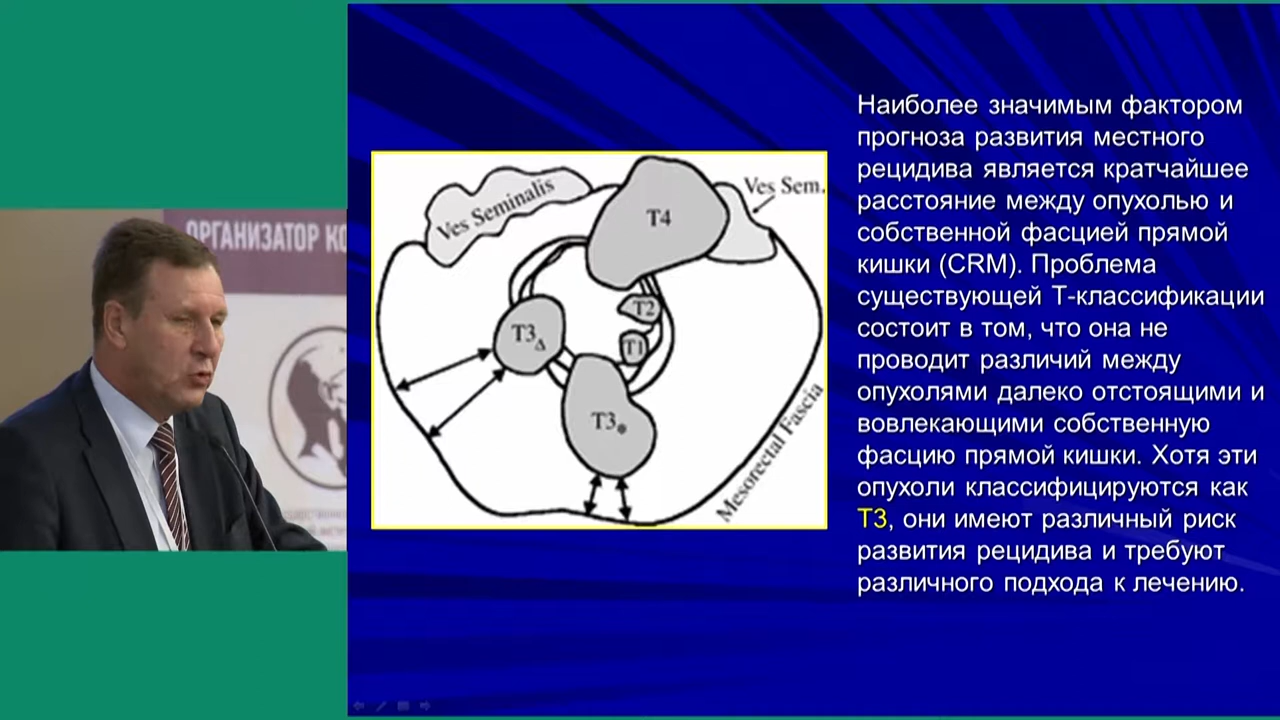 ОРГАНИЗАТОР КО
Наиболее значимым фактором
прогноза развития местного
рецидива является кратчайшее
расстояние между опухолью и
собственной фасцией прямой
кишки (CRM). Проблема
существующей Т-классификации
состоит в том, что она не
проводит различий между
опухолями далеко отстоящими и
вовлекающими собственную
фасцию прямой кишки. Хотя эти
опухоли классифицируются как
Т3, они имеют различный риск
развития рецидива и требуют
различного подхода к лечению.
Ves Seminalis
Ves Sem.
T4
T2
T3Δ
T1
T3*
Mesorectal Fascia